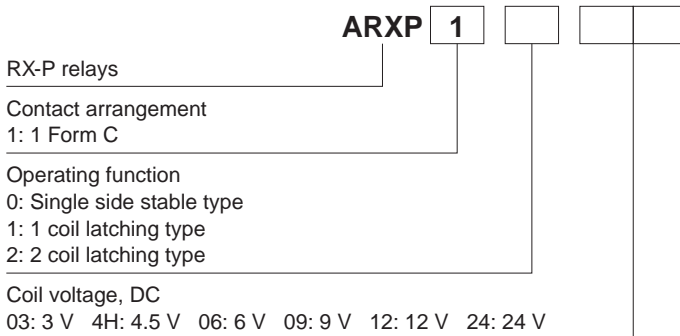 ARXP 1
RX-P relays
Contact arrangement
1: 1 Form C
Operating function
0: Single side stable type
1: 1 coil latching type
2: 2 coil latching type
Coil voltage, DC
03: 3 V 4H: 4.5 V 06: 6 V 09: 9 V 12: 12 V 24: 24 V